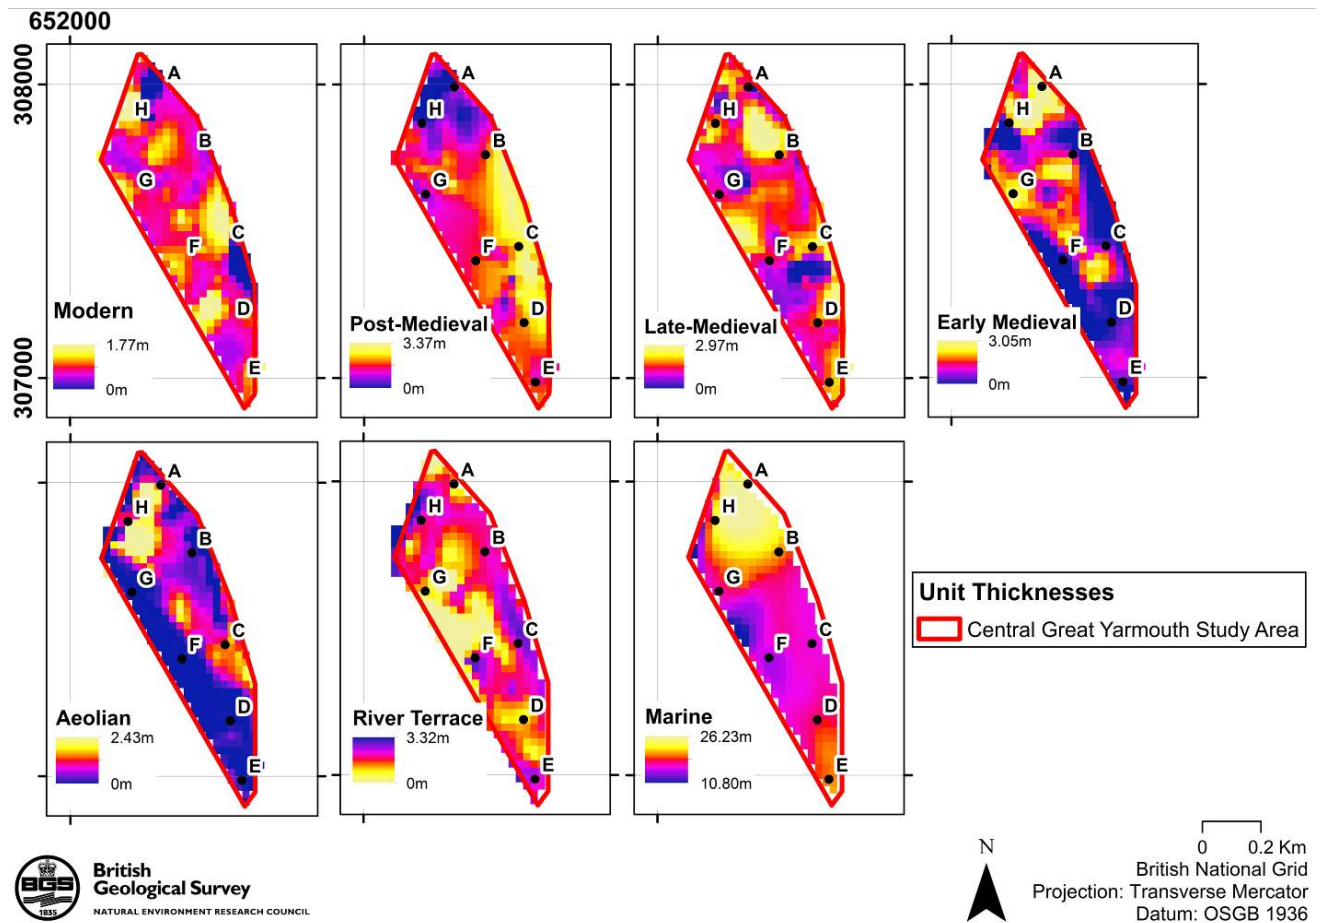 652000
308000
307000
A
H
B
G
C
F
D
E
Modern
1.77m
0m
A
H
B
G
C
F
D
E
Post-Medieval
3.37m
0m
A
H
B
G
C
F
D
E
Late-Medieval
2.97m
0m
A
H
B
G
C
F
D
E
Early Medieval
3.05m
0m
A
H
B
G
C
F
D
E
Aeolian
2.43m
0m
A
H
B
G
C
F
D
E
River Terrace
3.32m
0m
A
H
B
G
C
F
D
E
Marine
26.23m
10.80m
Unit Thicknesses
Central Great Yarmouth Study Area
BGS
1835
British
Geological Survey
NATURAL ENVIRONMENT RESEARCH COUNCIL
N
0 0.2 Km
British National Grid
Projection: Transverse Mercator
Datum: OSGB 1936